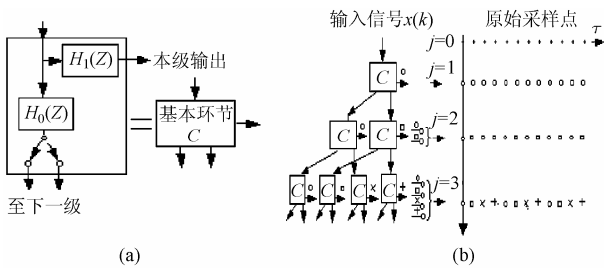 H₁(Z)
本级输出
H₀(Z)
基本环节
C
至下一级
(a)
输入信号x(k)
原始采样点
j=0
τ
j=1
C
j=2
C
C
j=3
C
C
C
C
(b)